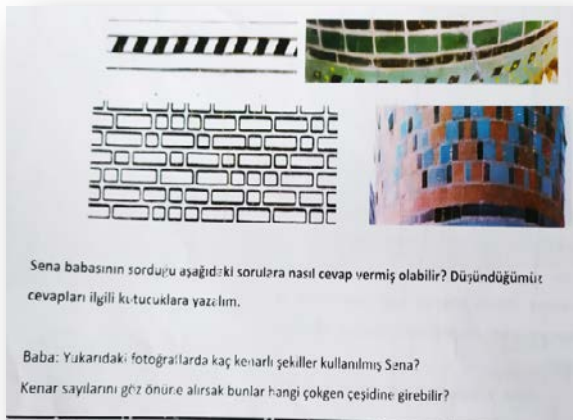 Sena babasının sorduğu aşağıdaki sorulara nasıl cevap vermiş olabilir? Düşündüğümüz
cevapları ilgili kutucuklara yazalım.
Baba: Yukarıdaki fotoğraflarda kaç kenarlı şekiller kullanılmış Sena?
Kenar sayılarını göz önüne alırsak bunlar hangi çokgen çeşidine girebilir?